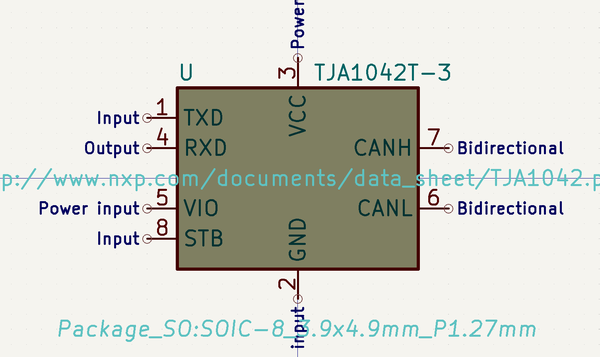 Power
U
TJA1042T-3
3
VCC
Input 1 TXD
Output 4 RXD
CANH 7 Bidirectional
p://www.nxp.com/documents/data_sheet/TJA1042.p
Power input 5 VIO
CANL 6 Bidirectional
Input 8 STB
GND
2
input
Package_SO:SOIC-8_3.9x4.9mm_P1.27mm